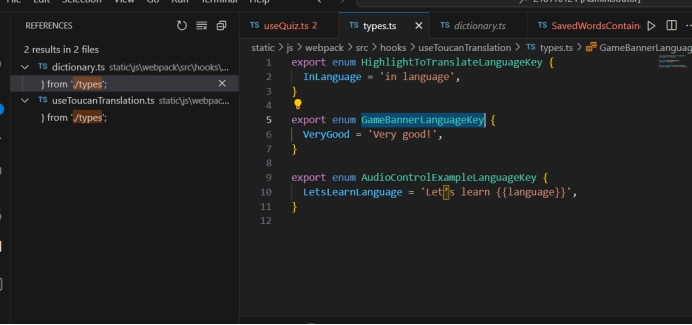 Edit Selection View Go Run Terminal Help
REFERENCES
TS useQuiz.ts 2
TS types.ts
TS dictionary.ts
TS SavedWordsContain
static > js > webpack > src > hooks > useToucanTranslation > TS types.ts > GameBannerLanguag
2 results in 2 files
dictionary.ts static\js\webpack\src\hooks\...
} from './types';
useToucanTranslation.ts static\js\webpac...
} from './types';
1 export enum HighlightToTranslateLanguageKey {
2 InLanguage = 'in language',
3 }
4
5 export enum GameBannerLanguageKey {
6 VeryGood = 'Very good!',
7 }
8
9 export enum AudioControlExampleLanguageKey {
10 LetsLearnLanguage = 'Let’s learn {{language}}',
11 }
12